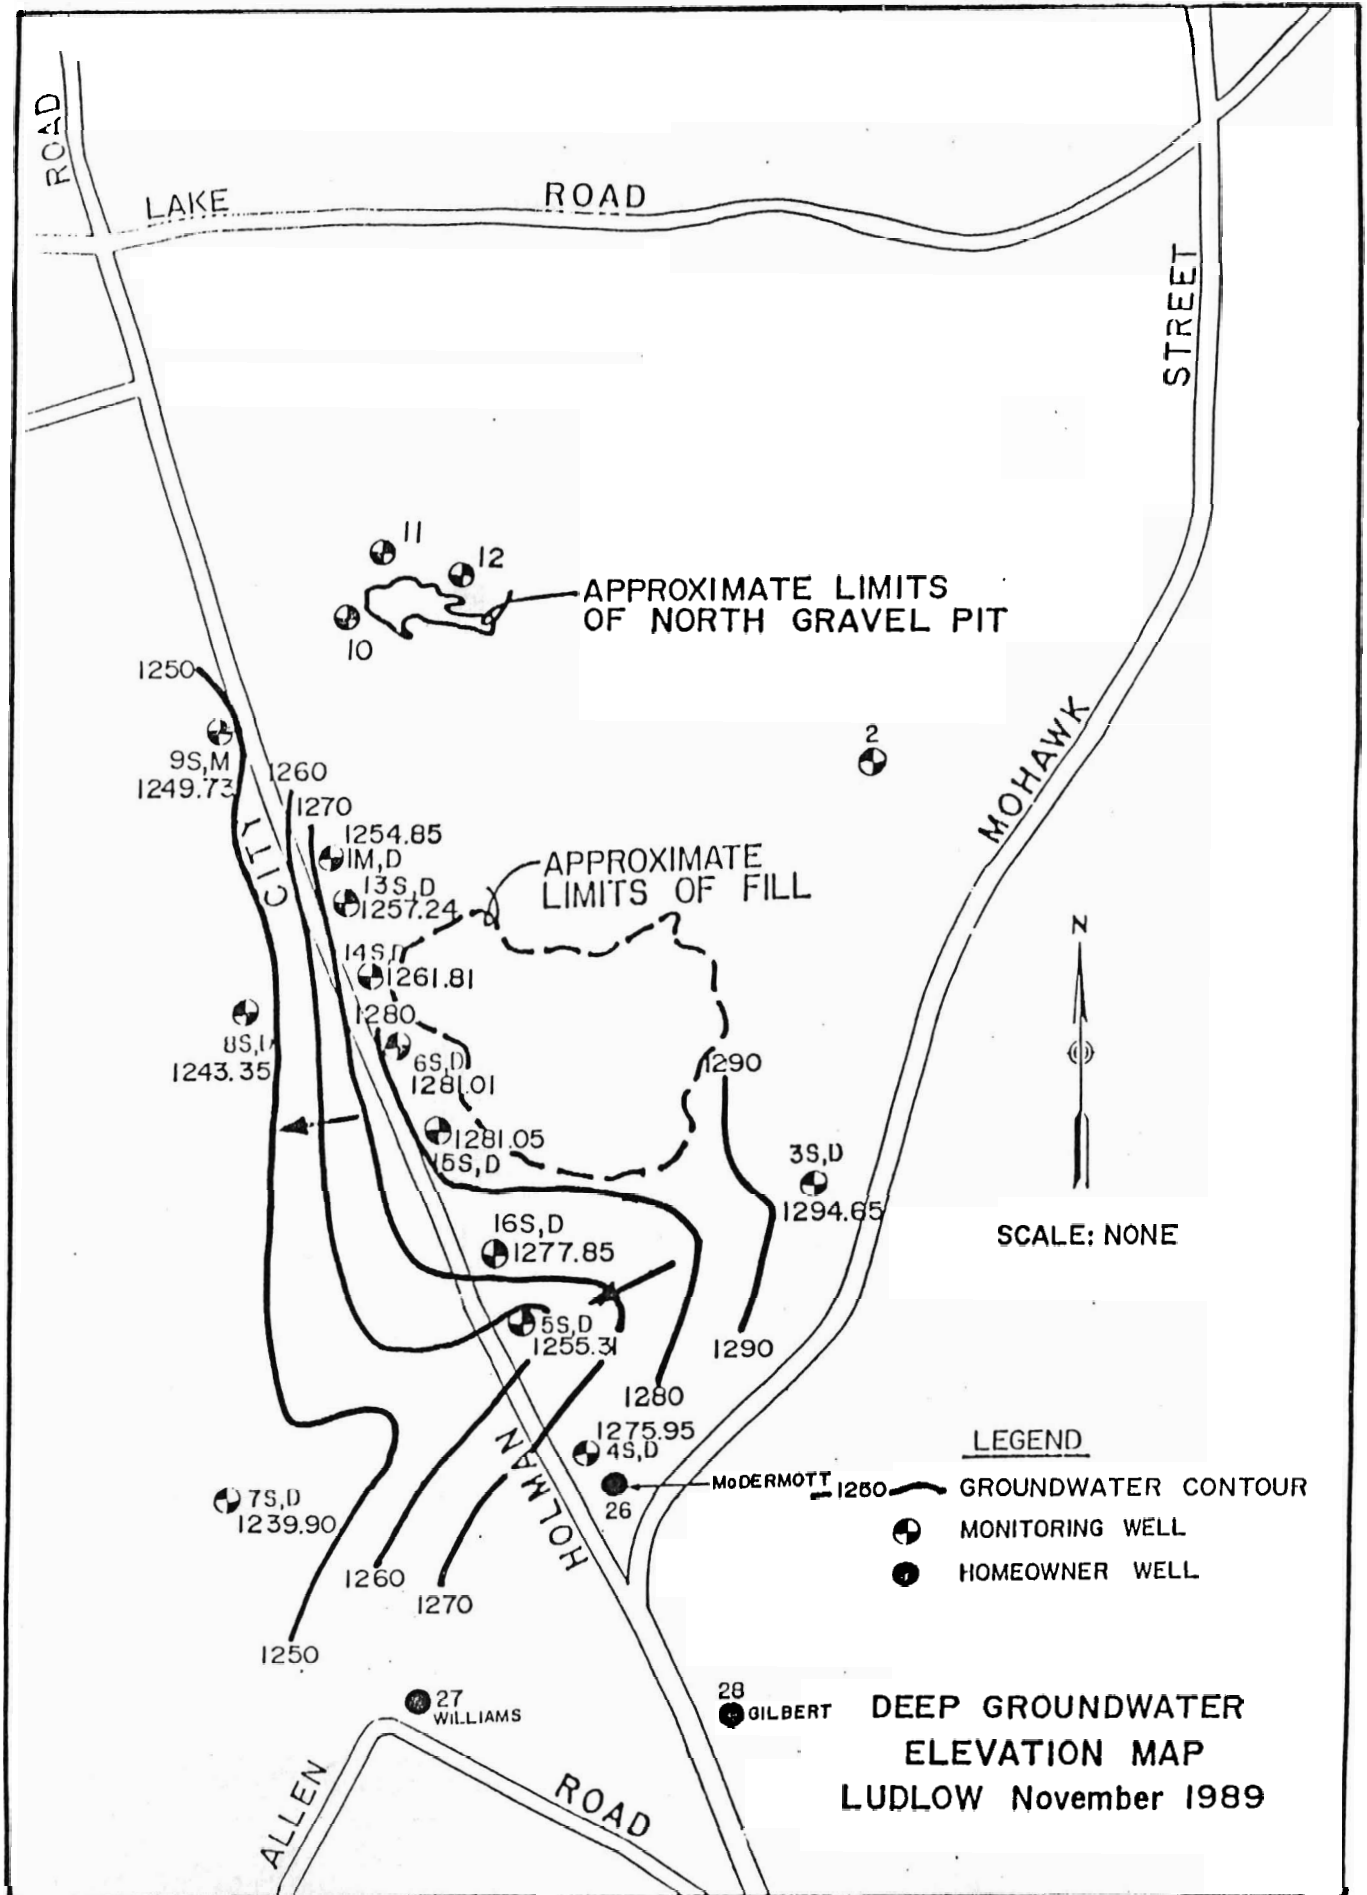 ROAD
LAKE
ROAD
STREET
11
12
APPROXIMATE LIMITS
OF NORTH GRAVEL PIT
10
1250
9S,M
1249.73
2
MOHAWK
1260
1270
1254.85
1M,D
CITY
13S,D
1257.24
APPROXIMATE
LIMITS OF FILL
N
14S,D
1261.81
1280
8S,D
1243.35
6S,D
1281.01
1290
1281.05
15S,D
3S,D
1294.65
SCALE: NONE
16S,D
1277.85
5S,D
1255.31
1290
1280
1275.95
4S,D
HOLMAN
McDERMOTT
26
LEGEND
1250 GROUNDWATER CONTOUR
MONITORING WELL
HOMEOWNER WELL
7S,D
1239.90
1260
1270
1250
27
WILLIAMS
28
GILBERT
DEEP GROUNDWATER
ELEVATION MAP
LUDLOW November 1989
ALLEN
ROAD